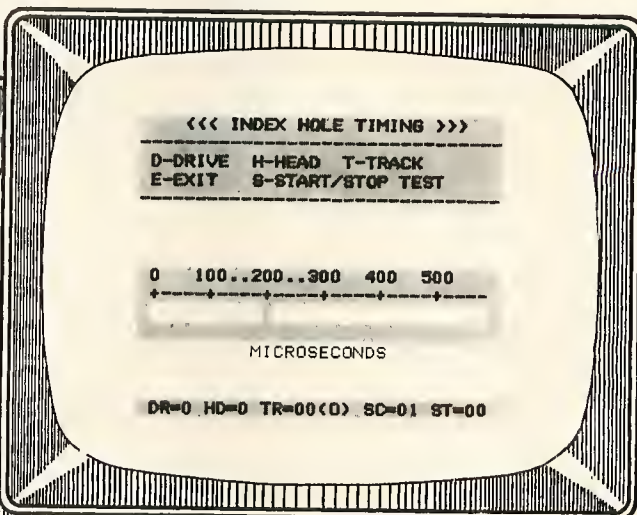 <<< INDEX HOLE TIMING >>>
D-DRIVE H-HEAD T-TRACK
E-EXIT S-START/STOP TEST
0 100..200..300 400 500
MICROSECONDS
DR=0 HD=0 TR=00(0) SC=01 ST=00